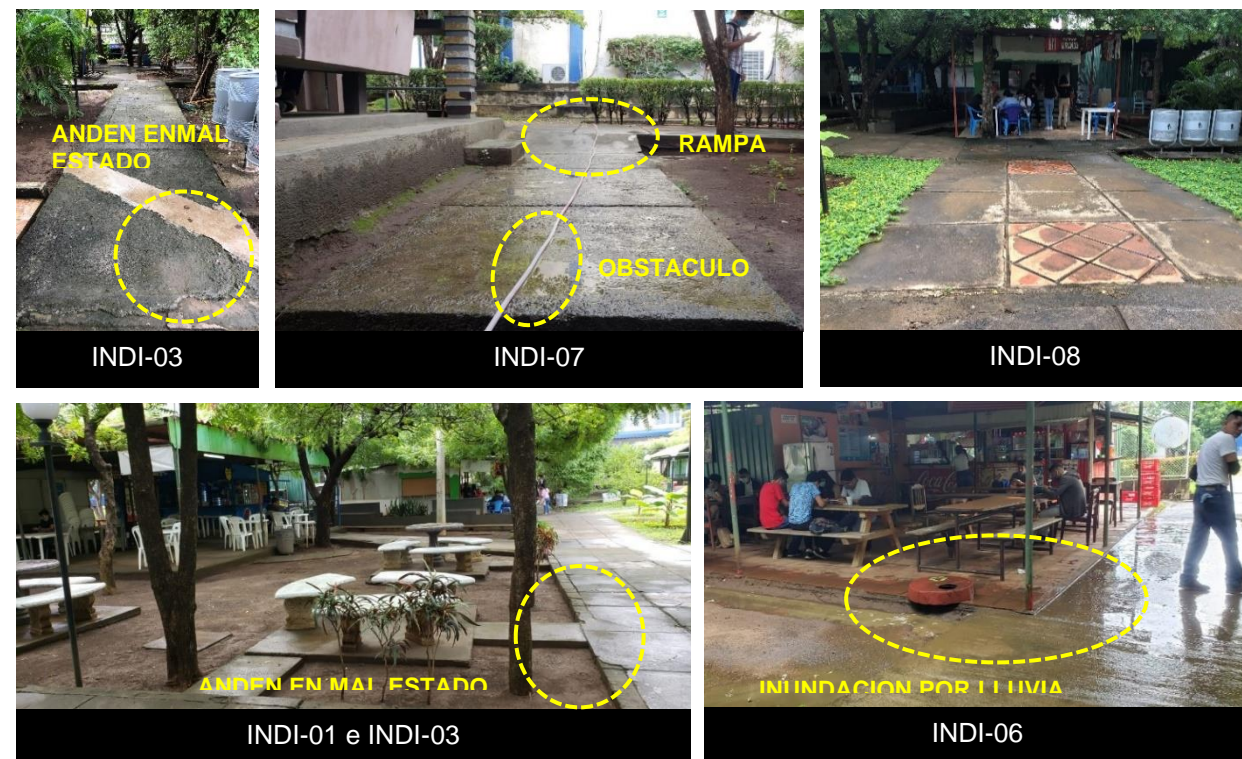 ANDEN ENMAL
ESTADO
RAMPA
OBSTACULO
INDI-03
INDI-07
INDI-08
ANDEN EN MAL ESTADO
INUNDACION POR LLUVIA
INDI-01 e INDI-03
INDI-06